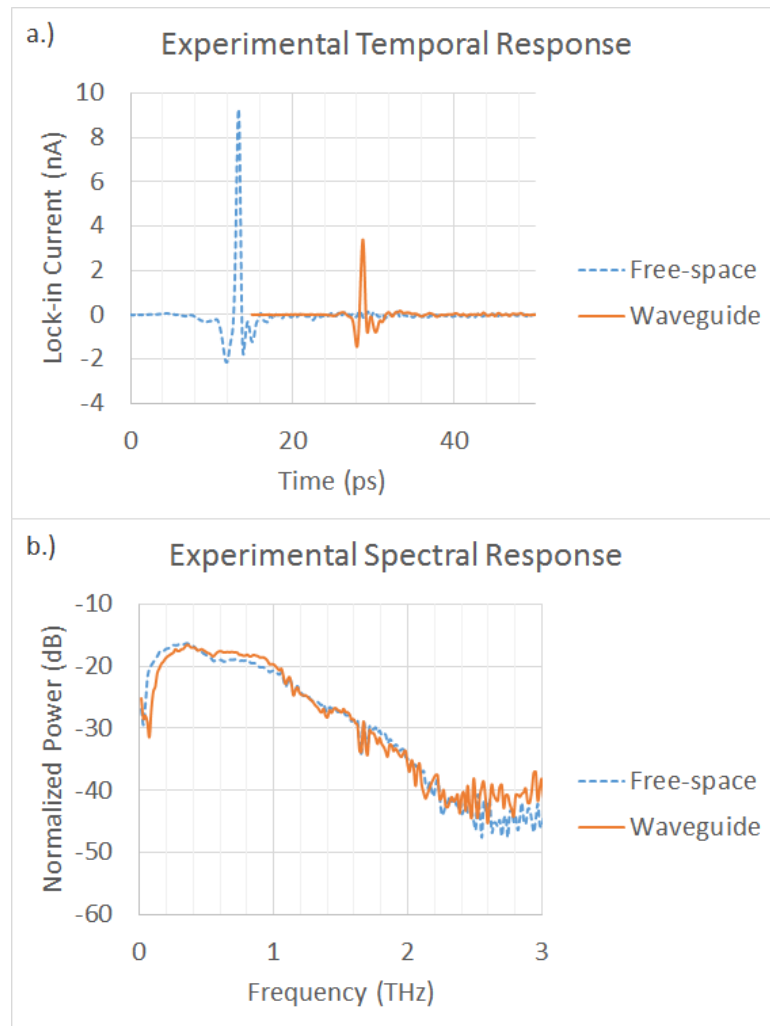 a.)
Experimental Temporal Response
Lock-in Current (nA)
10
8
6
4
2
0
-2
-4
0
20
40
Time (ps)
Free-space
Waveguide
b.)
Experimental Spectral Response
Normalized Power (dB)
-10
-20
-30
-40
-50
-60
0
1
2
3
Frequency (THz)
Free-space
Waveguide